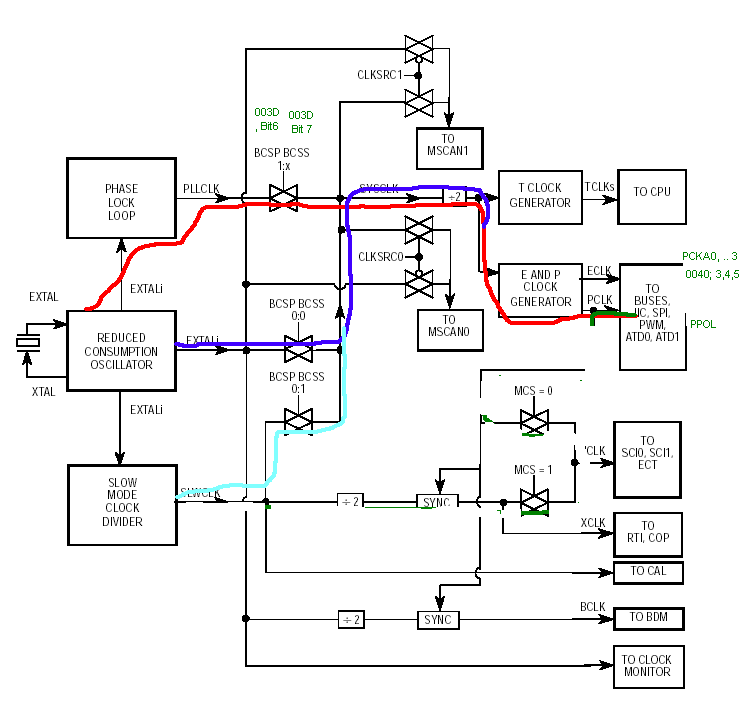 CLKSRC1
003D
, Bit6
003D
Bit 7
TO
MSCAN1
BCSP BCSS
1:x
PHASE
LOCK
LOOP
PLLCLK
SYSCLK
÷2
T CLOCK
GENERATOR
TCLKs
TO CPU
CLKSRC0
PCKA0, .. 3
0040; 3,4,5
E AND P
CLOCK
GENERATOR
ECLK
PCLK
TO
BUSES,
IIC, SPI,
PWM,
ATD0, ATD1
PPOL
EXTAL
EXTALi
BCSP BCSS
0:0
TO
MSCAN0
REDUCED
CONSUMPTION
OSCILLATOR
EXTALi
XTAL
EXTALi
BCSP BCSS
0:1
MCS = 0
'CLK
TO
SCI0, SCI1,
ECT
MCS = 1
SLOW
MODE
CLOCK
DIVIDER
SLWCLK
÷ 2
SYNC
XCLK
TO
RTI, COP
TO CAL
÷ 2
SYNC
BCLK
TO BDM
TO CLOCK
MONITOR